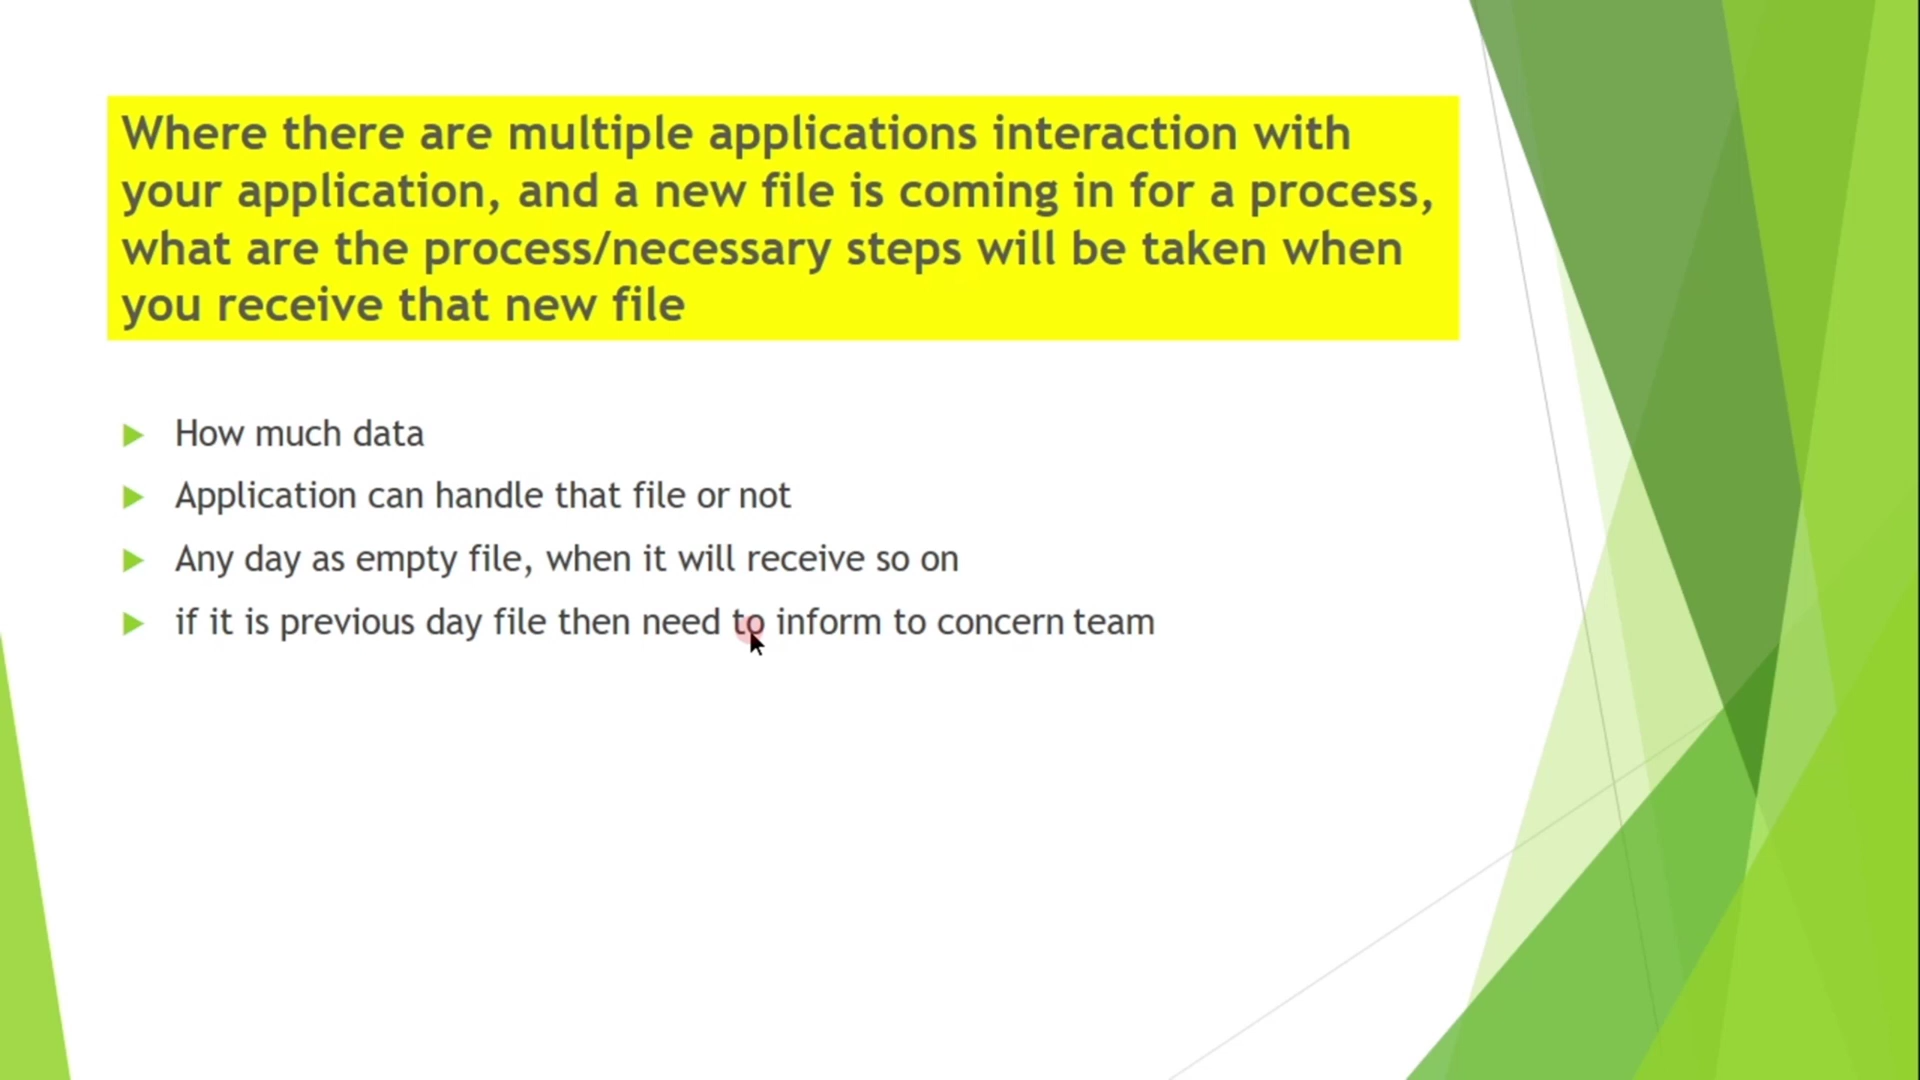 Where there are multiple applications interaction with
your application, and a new file is coming in for a process,
what are the process/necessary steps will be taken when
you receive that new file
How much data
Application can handle that file or not
Any day as empty file, when it will receive so on
if it is previous day file then need to inform to concern team